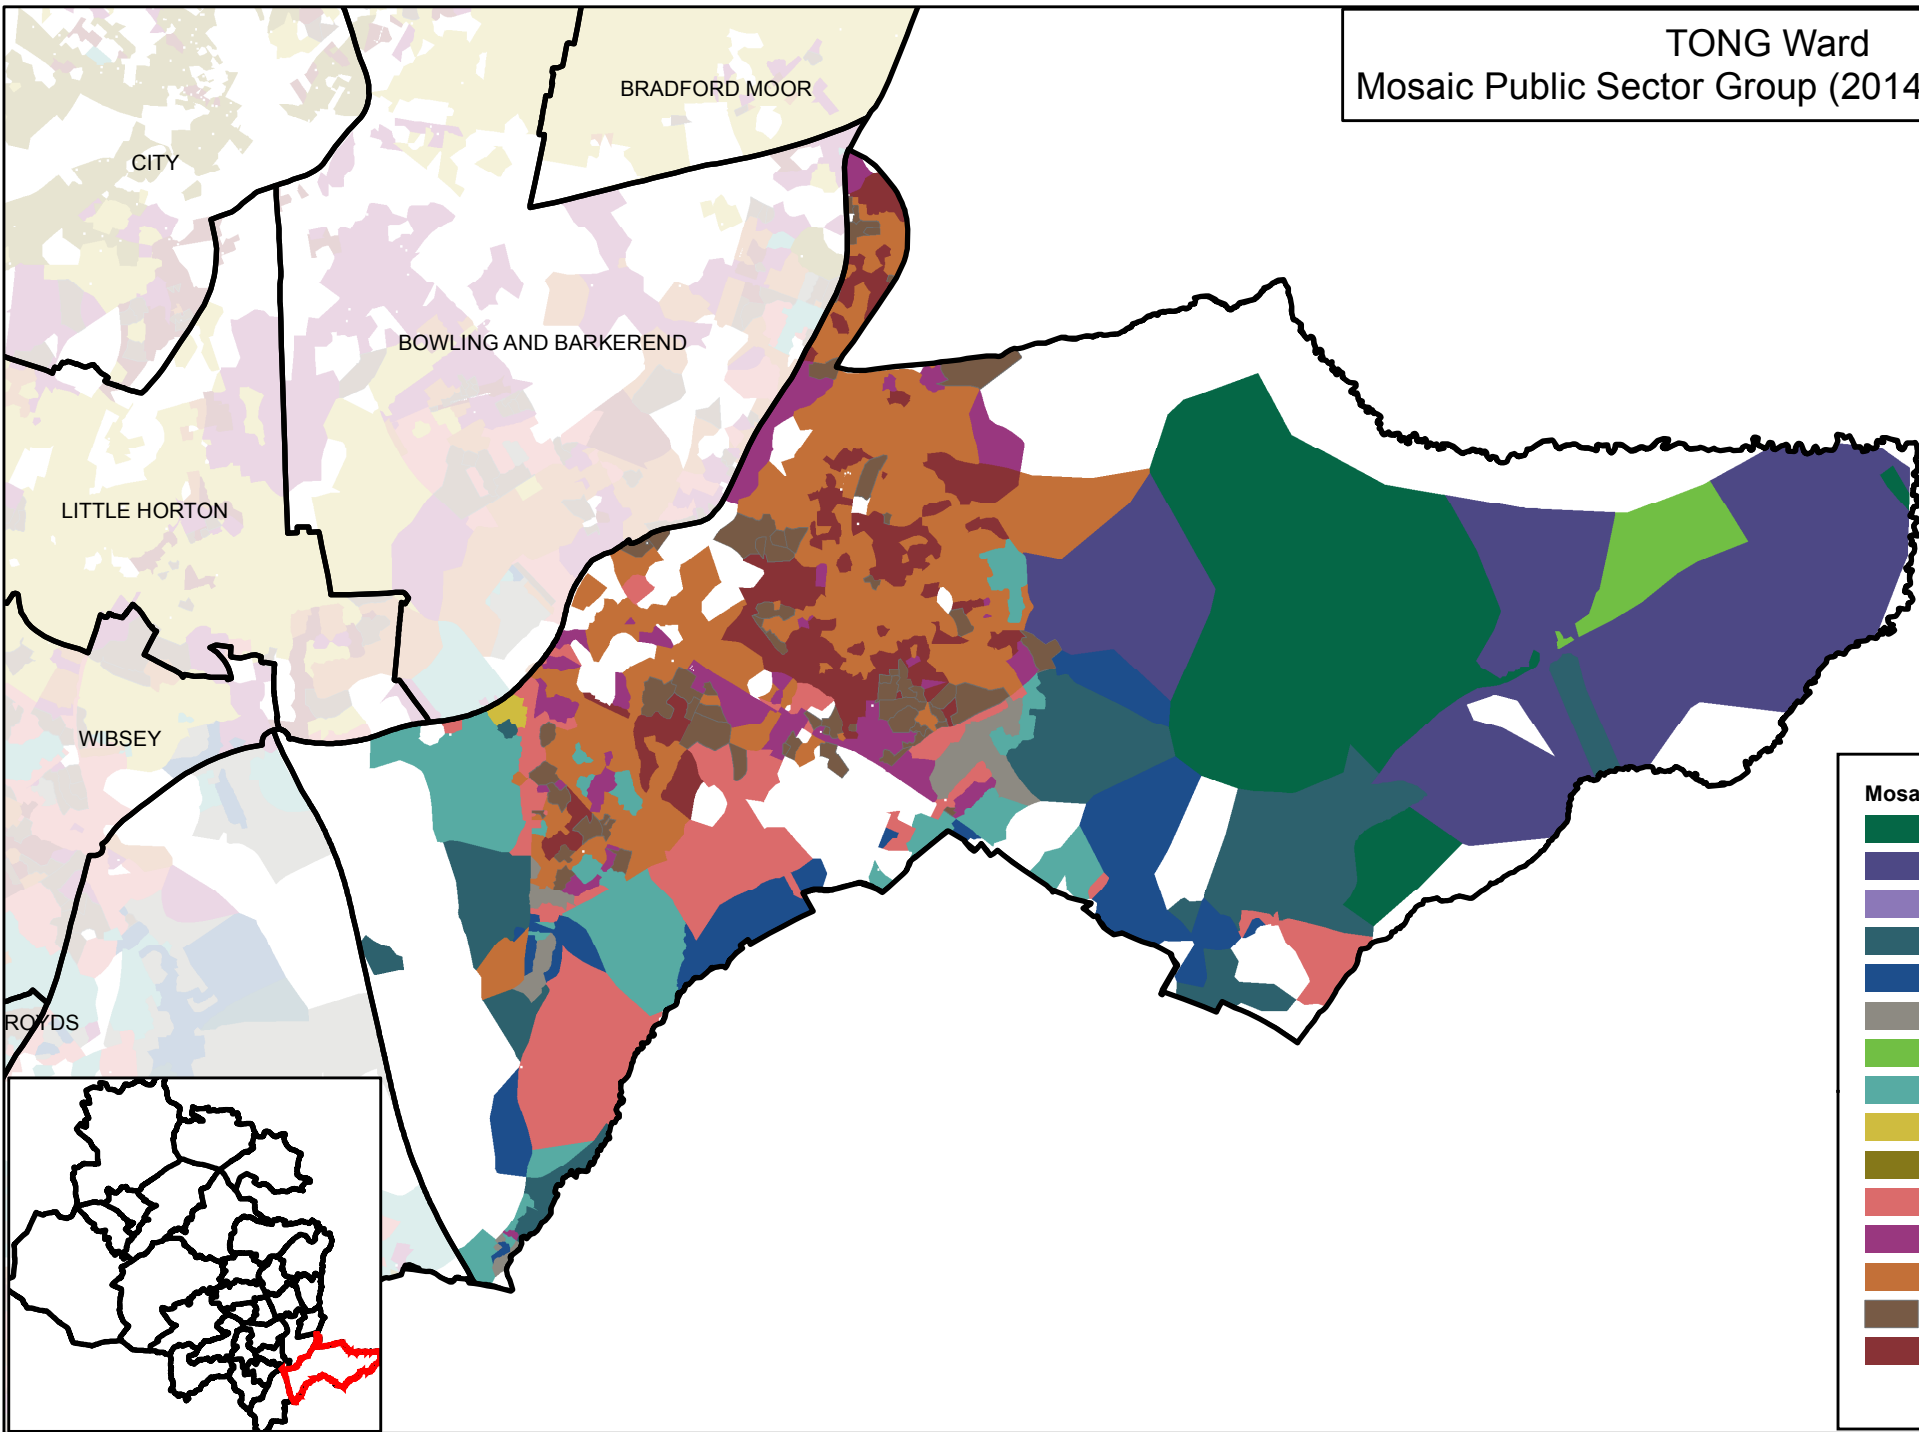 TONG Ward
Mosaic Public Sector Group (2014
BRADFORD MOOR
CITY
BOWLING AND BARKEREND
LITTLE HORTON
WIBSEY
ROYDS
Mosa